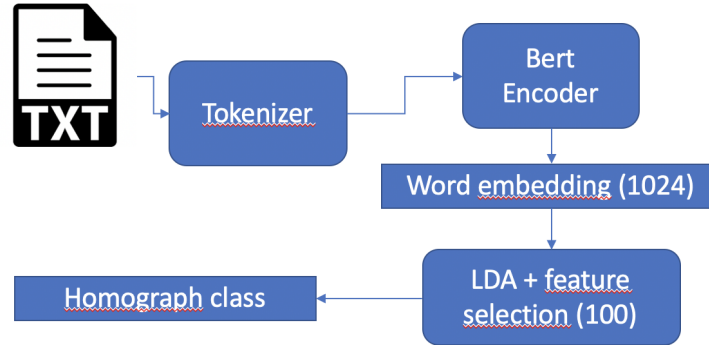 TXT
Tokenizer
Bert
Encoder
Word embedding (1024)
LDA + feature
selection (100)
Homograph class